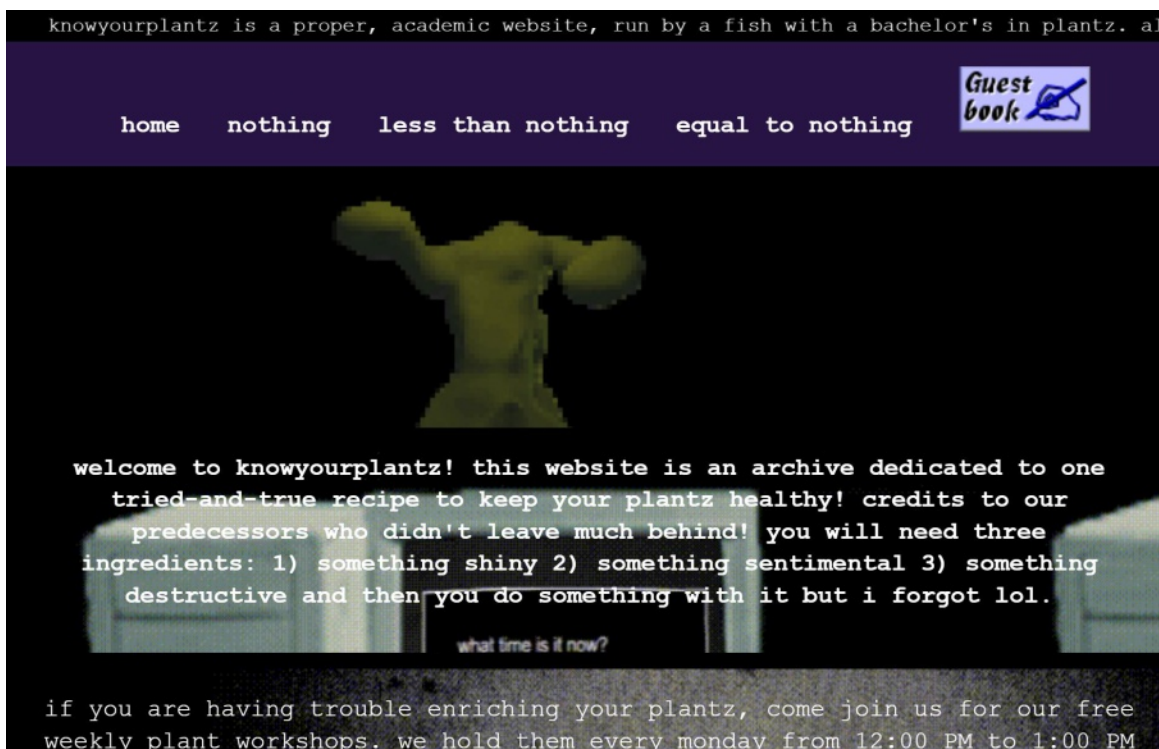 knowyourplantz is a proper, academic website, run by a fish with a bachelor's in plantz.
Guest
book
home nothing less than nothing equal to nothing
welcome to knowyourplantz! this website is an archive dedicated to one
tried-and-true recipe to keep your plantz healthy! credits to our
predecessors who didn't leave much behind! you will need three
ingredients: 1) something shiny 2) something sentimental 3) something
destructive and then you do something with it but i forgot lol.
what time is it now?
if you are having trouble enriching your plantz, come join us for our free
weekly plant workshops. we hold them every monday from 12:00 PM to 1:00 PM